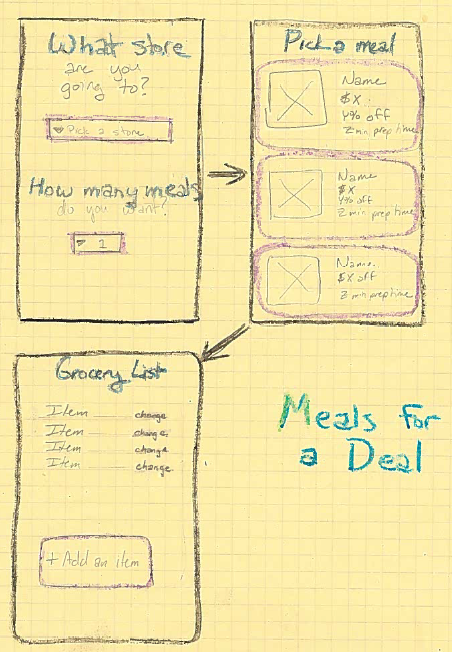 What store
are you
going to?
Pick a store
How many meals
do you want?
1
Pick a meal
Name
$X
Y% off
Z min prep time
Name
$X
Y% off
Z min prep time
Name
$X off
Z min prep time
Grocery List
Item change
Item change
Item change
Item change
+ Add an item
Meals for
a Deal